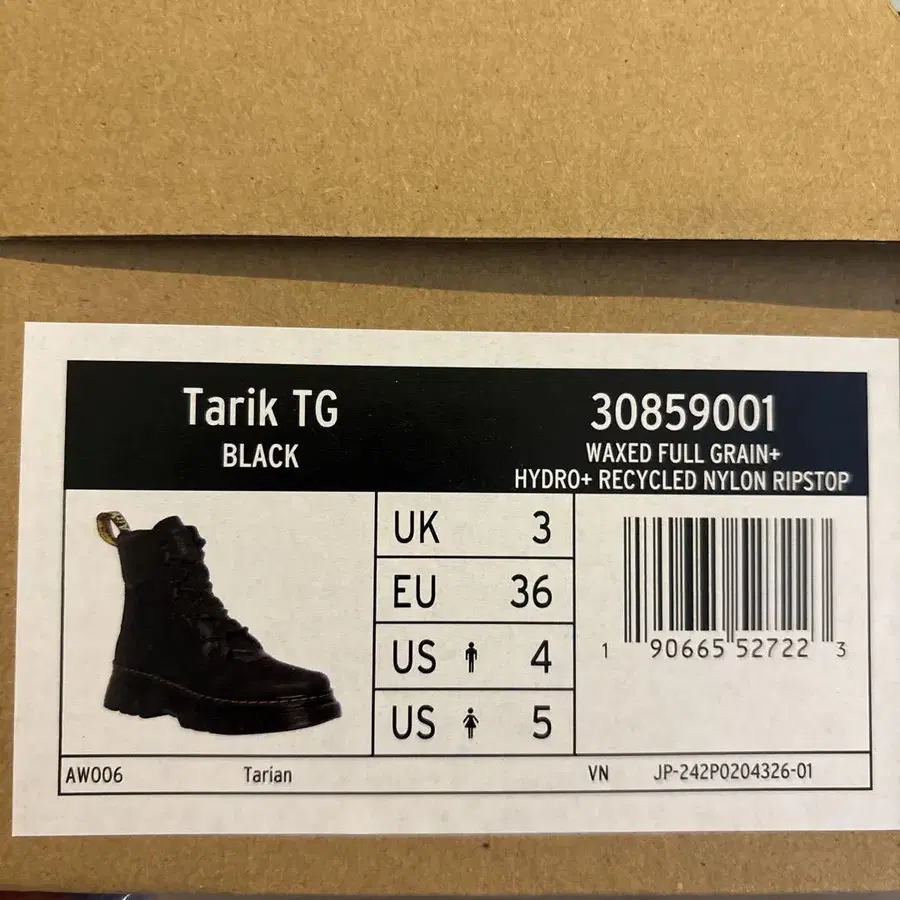 Tarik TG
BLACK
30859001
WAXED FULL GRAIN+
HYDRO+ RECYCLED NYLON RIPSTOP
UK 3
EU 36
US 4
US 5
1 90665 52722 3
AW006 Tarian VN JP-242P0204326-01